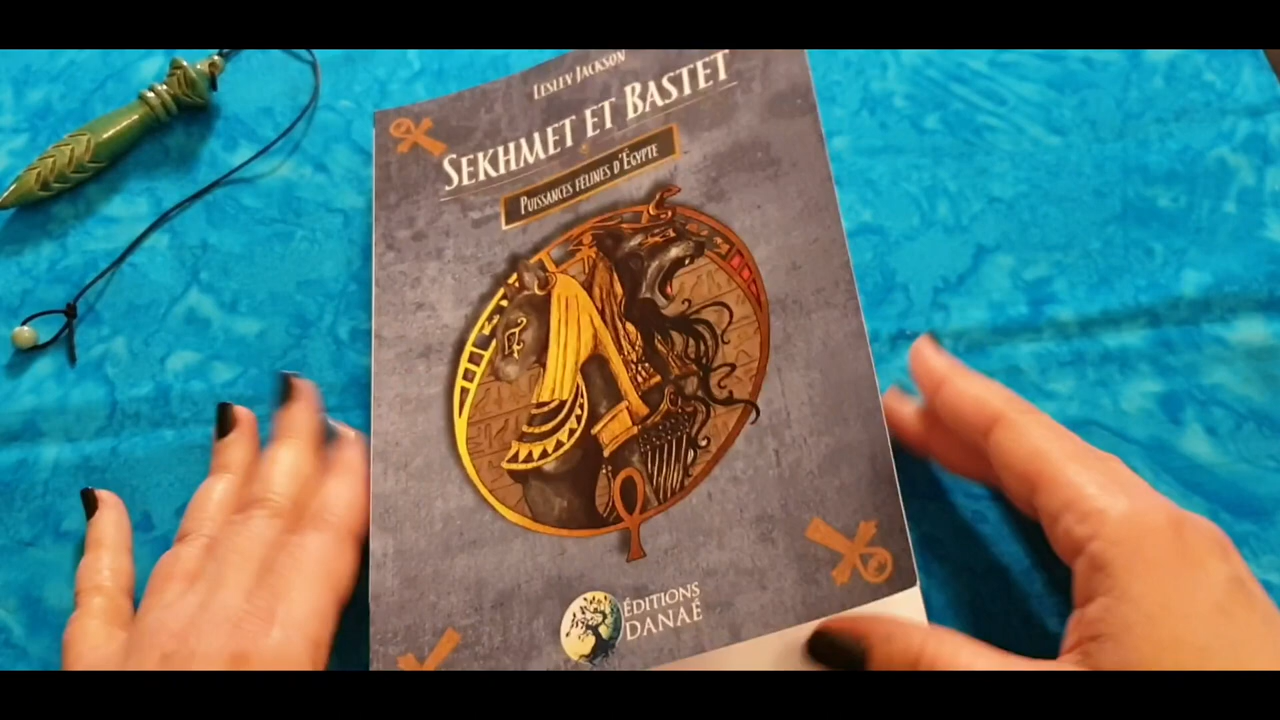 LESLEY JACKSON
SEKHMET ET BASTET
PUISSANCES FÉLINES D'ÉGYPTE
ÉDITIONS
DANAÉ